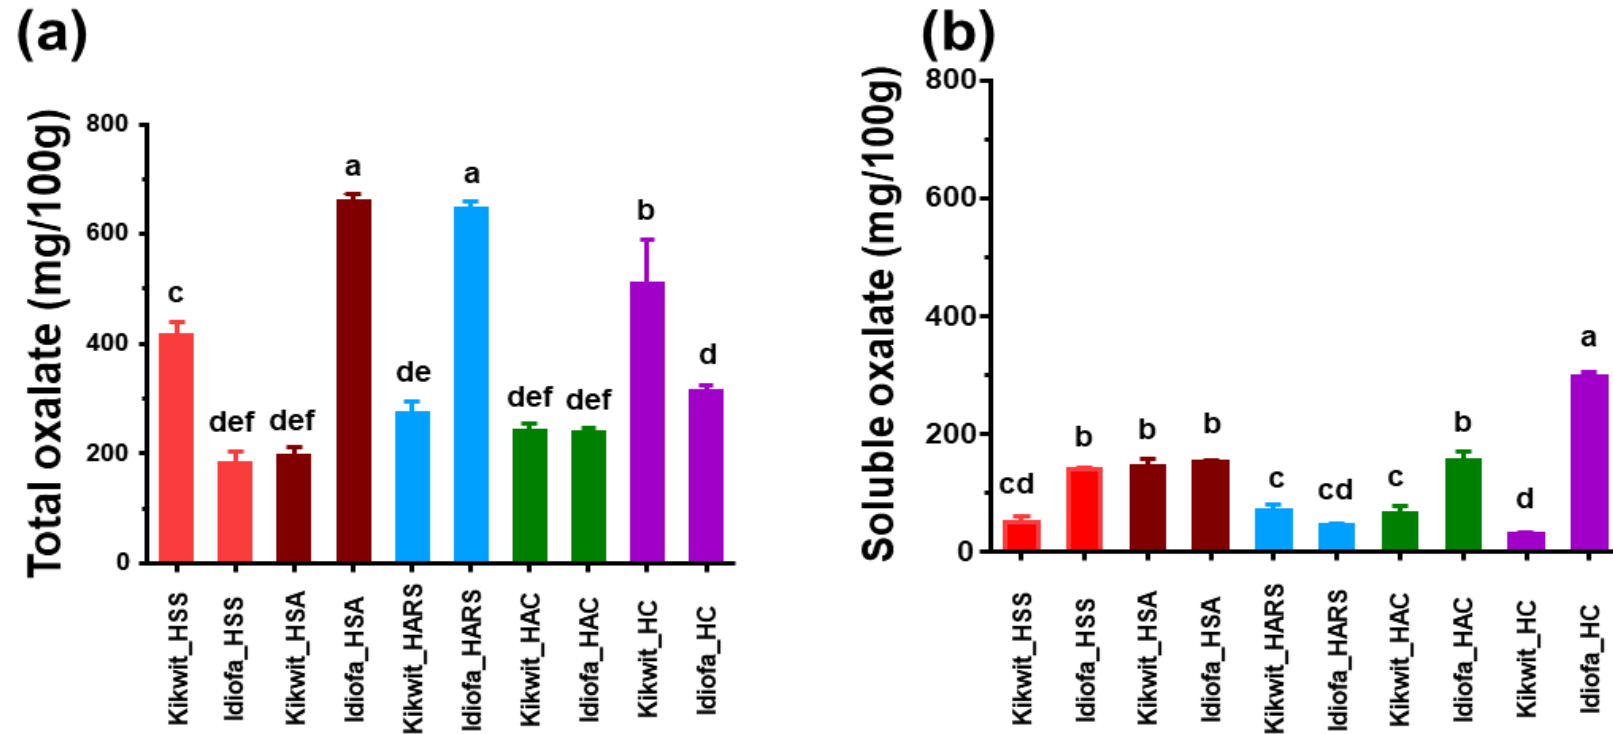 (a)
Total oxalate (mg/100g)
800
600
400
200
0
c
def
def
a
de
a
def
def
b
d
Kikwit_HSS
Idiofa_HSS
Kikwit_HSA
Idiofa_HSA
Kikwit_HARS
Idiofa_HARS
Kikwit_HAC
Idiofa_HAC
Kikwit_HC
Idiofa_HC
(b)
Soluble oxalate (mg/100g)
800
600
400
200
0
cd
b
b
b
c
cd
c
b
d
a
Kikwit_HSS
Idiofa_HSS
Kikwit_HSA
Idiofa_HSA
Kikwit_HARS
Idiofa_HARS
Kikwit_HAC
Idiofa_HAC
Kikwit_HC
Idiofa_HC